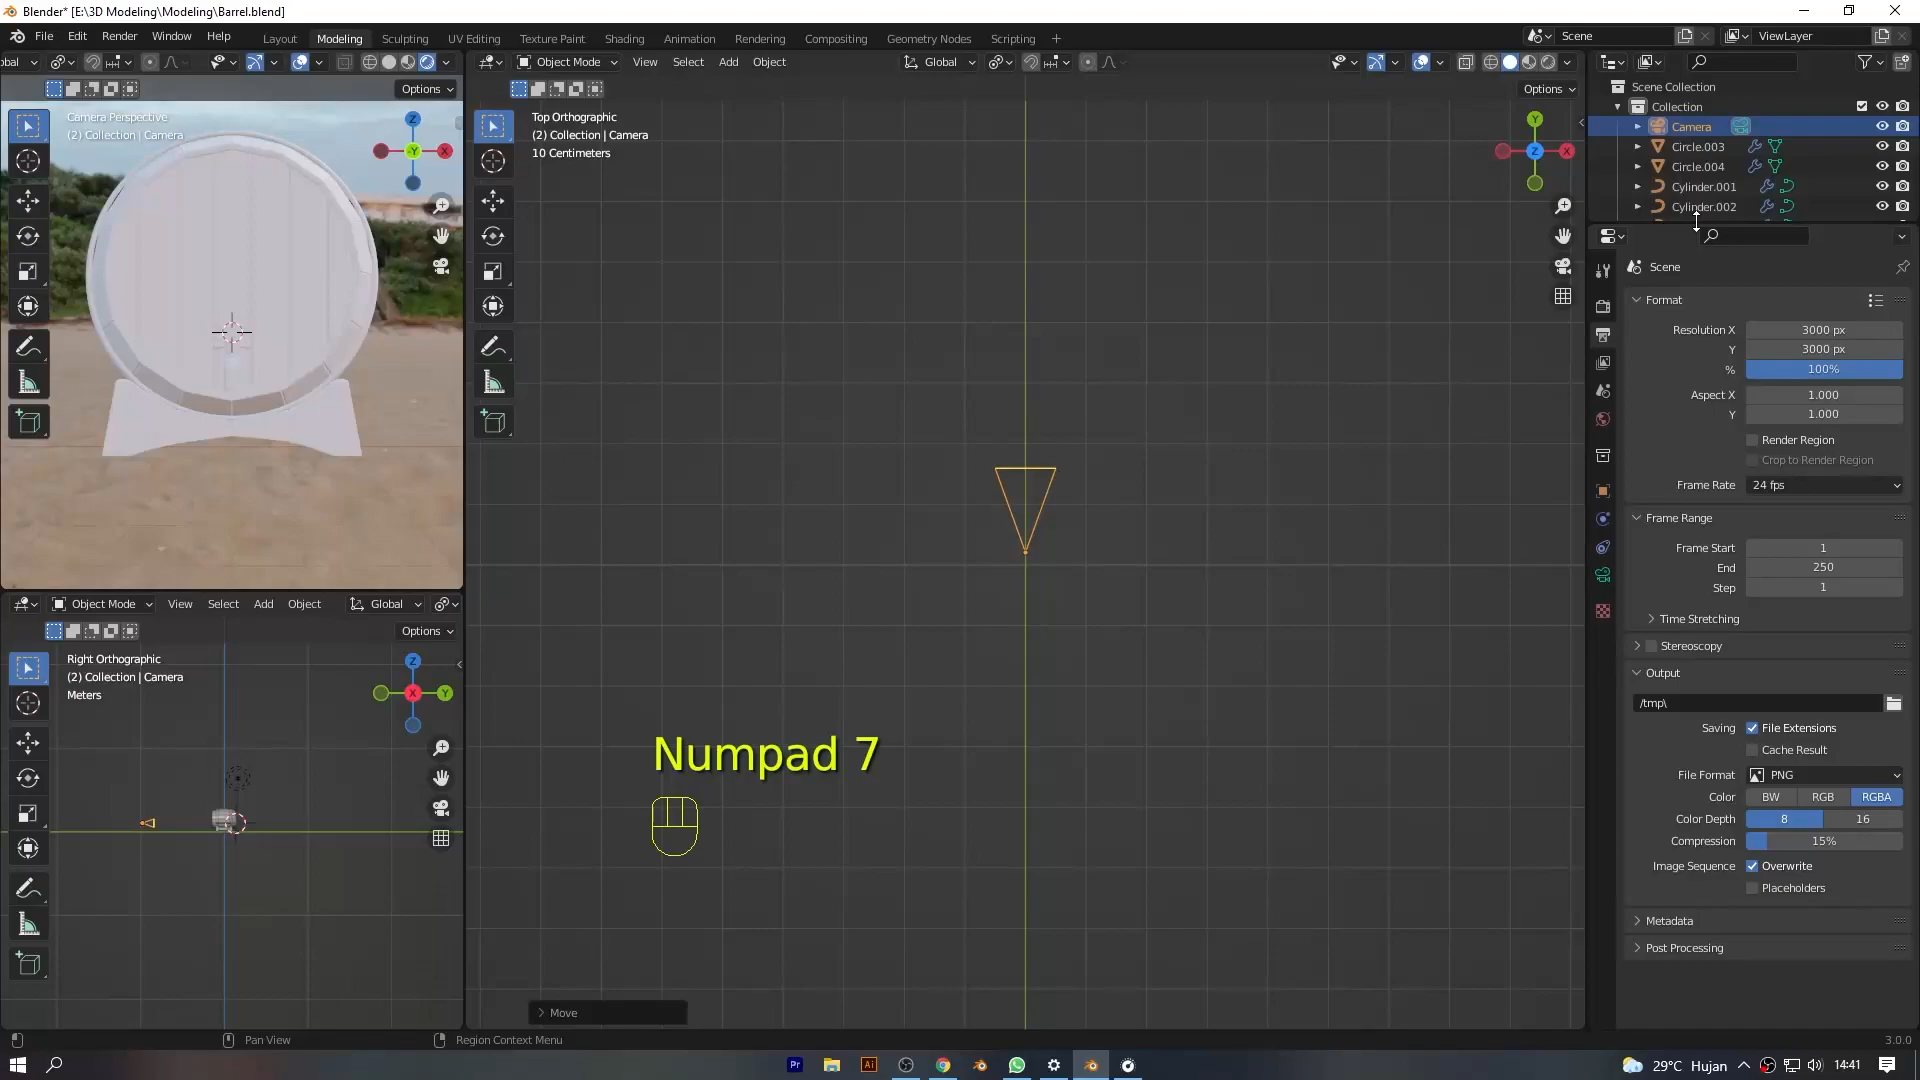 Blender* [E:\3D Modeling\Modeling\Barrel.blend]
File Edit Render Window Help
Layout Modeling Sculpting UV Editing Texture Paint Shading Animation Rendering Compositing Geometry Nodes Scripting +
Scene
ViewLayer
obal
Object Mode View Select Add Object
Global
Options
Options
Camera Perspective
(2) Collection | Camera
Z
-Y
X
Top Orthographic
(2) Collection | Camera
10 Centimeters
Y
Z
X
Scene Collection
Collection
Camera
Circle.003
Circle.004
Cylinder.001
Cylinder.002
Scene
Format
Resolution X 3000 px
Y 3000 px
% 100%
Aspect X 1.000
Y 1.000
Render Region
Crop to Render Region
Frame Rate 24 fps
Frame Range
Frame Start 1
End 250
Step 1
Time Stretching
Stereoscopy
Output
/tmp\
Saving File Extensions
Cache Result
File Format PNG
Color BW RGB RGBA
Color Depth 8 16
Compression 15%
Image Sequence Overwrite
Placeholders
Metadata
Post Processing
Object Mode View Select Add Object Global
Options
Right Orthographic
(2) Collection | Camera
Meters
Z
X
Y
Numpad 7
Move
Pan View
Region Context Menu
3.0.0
Pr
Ai
29°C Hujan
14:41